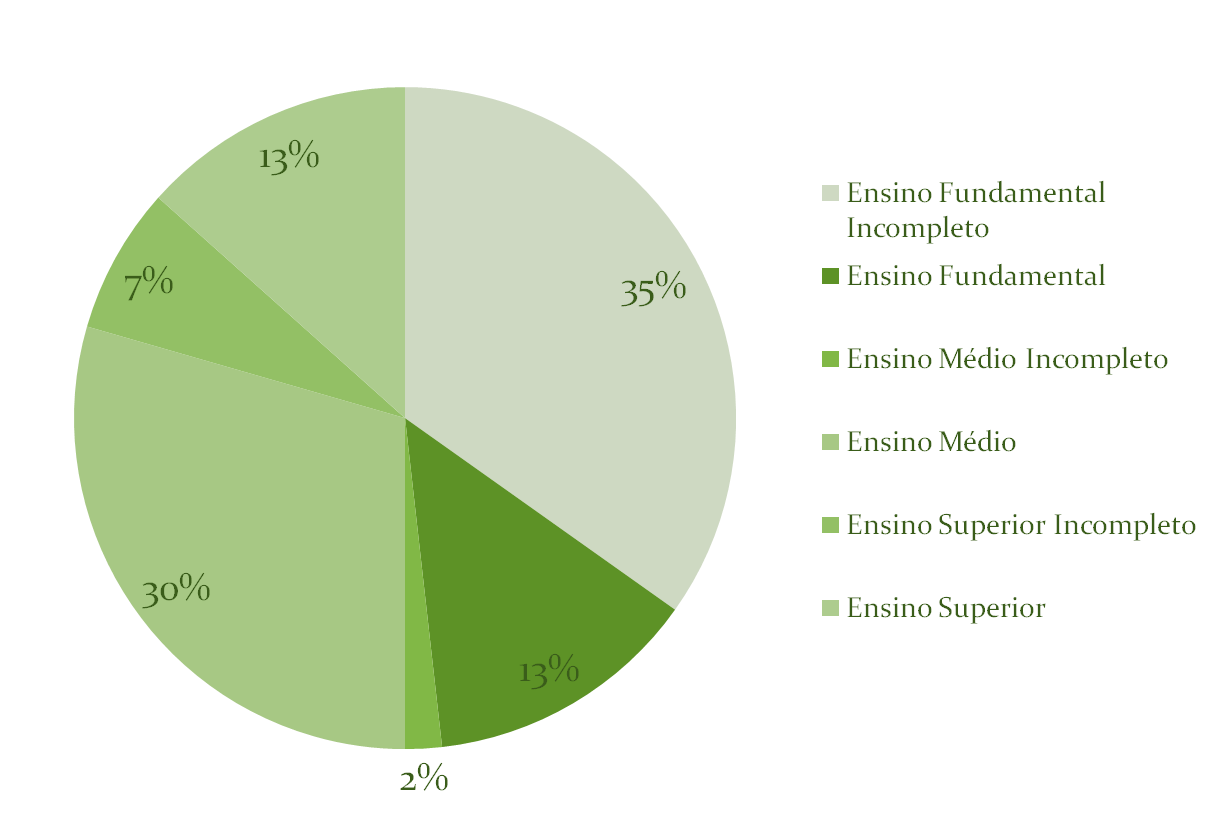 13%
7%
35%
30%
13%
2%
Ensino Fundamental
Incompleto
Ensino Fundamental
Ensino Médio Incompleto
Ensino Médio
Ensino Superior Incompleto
Ensino Superior